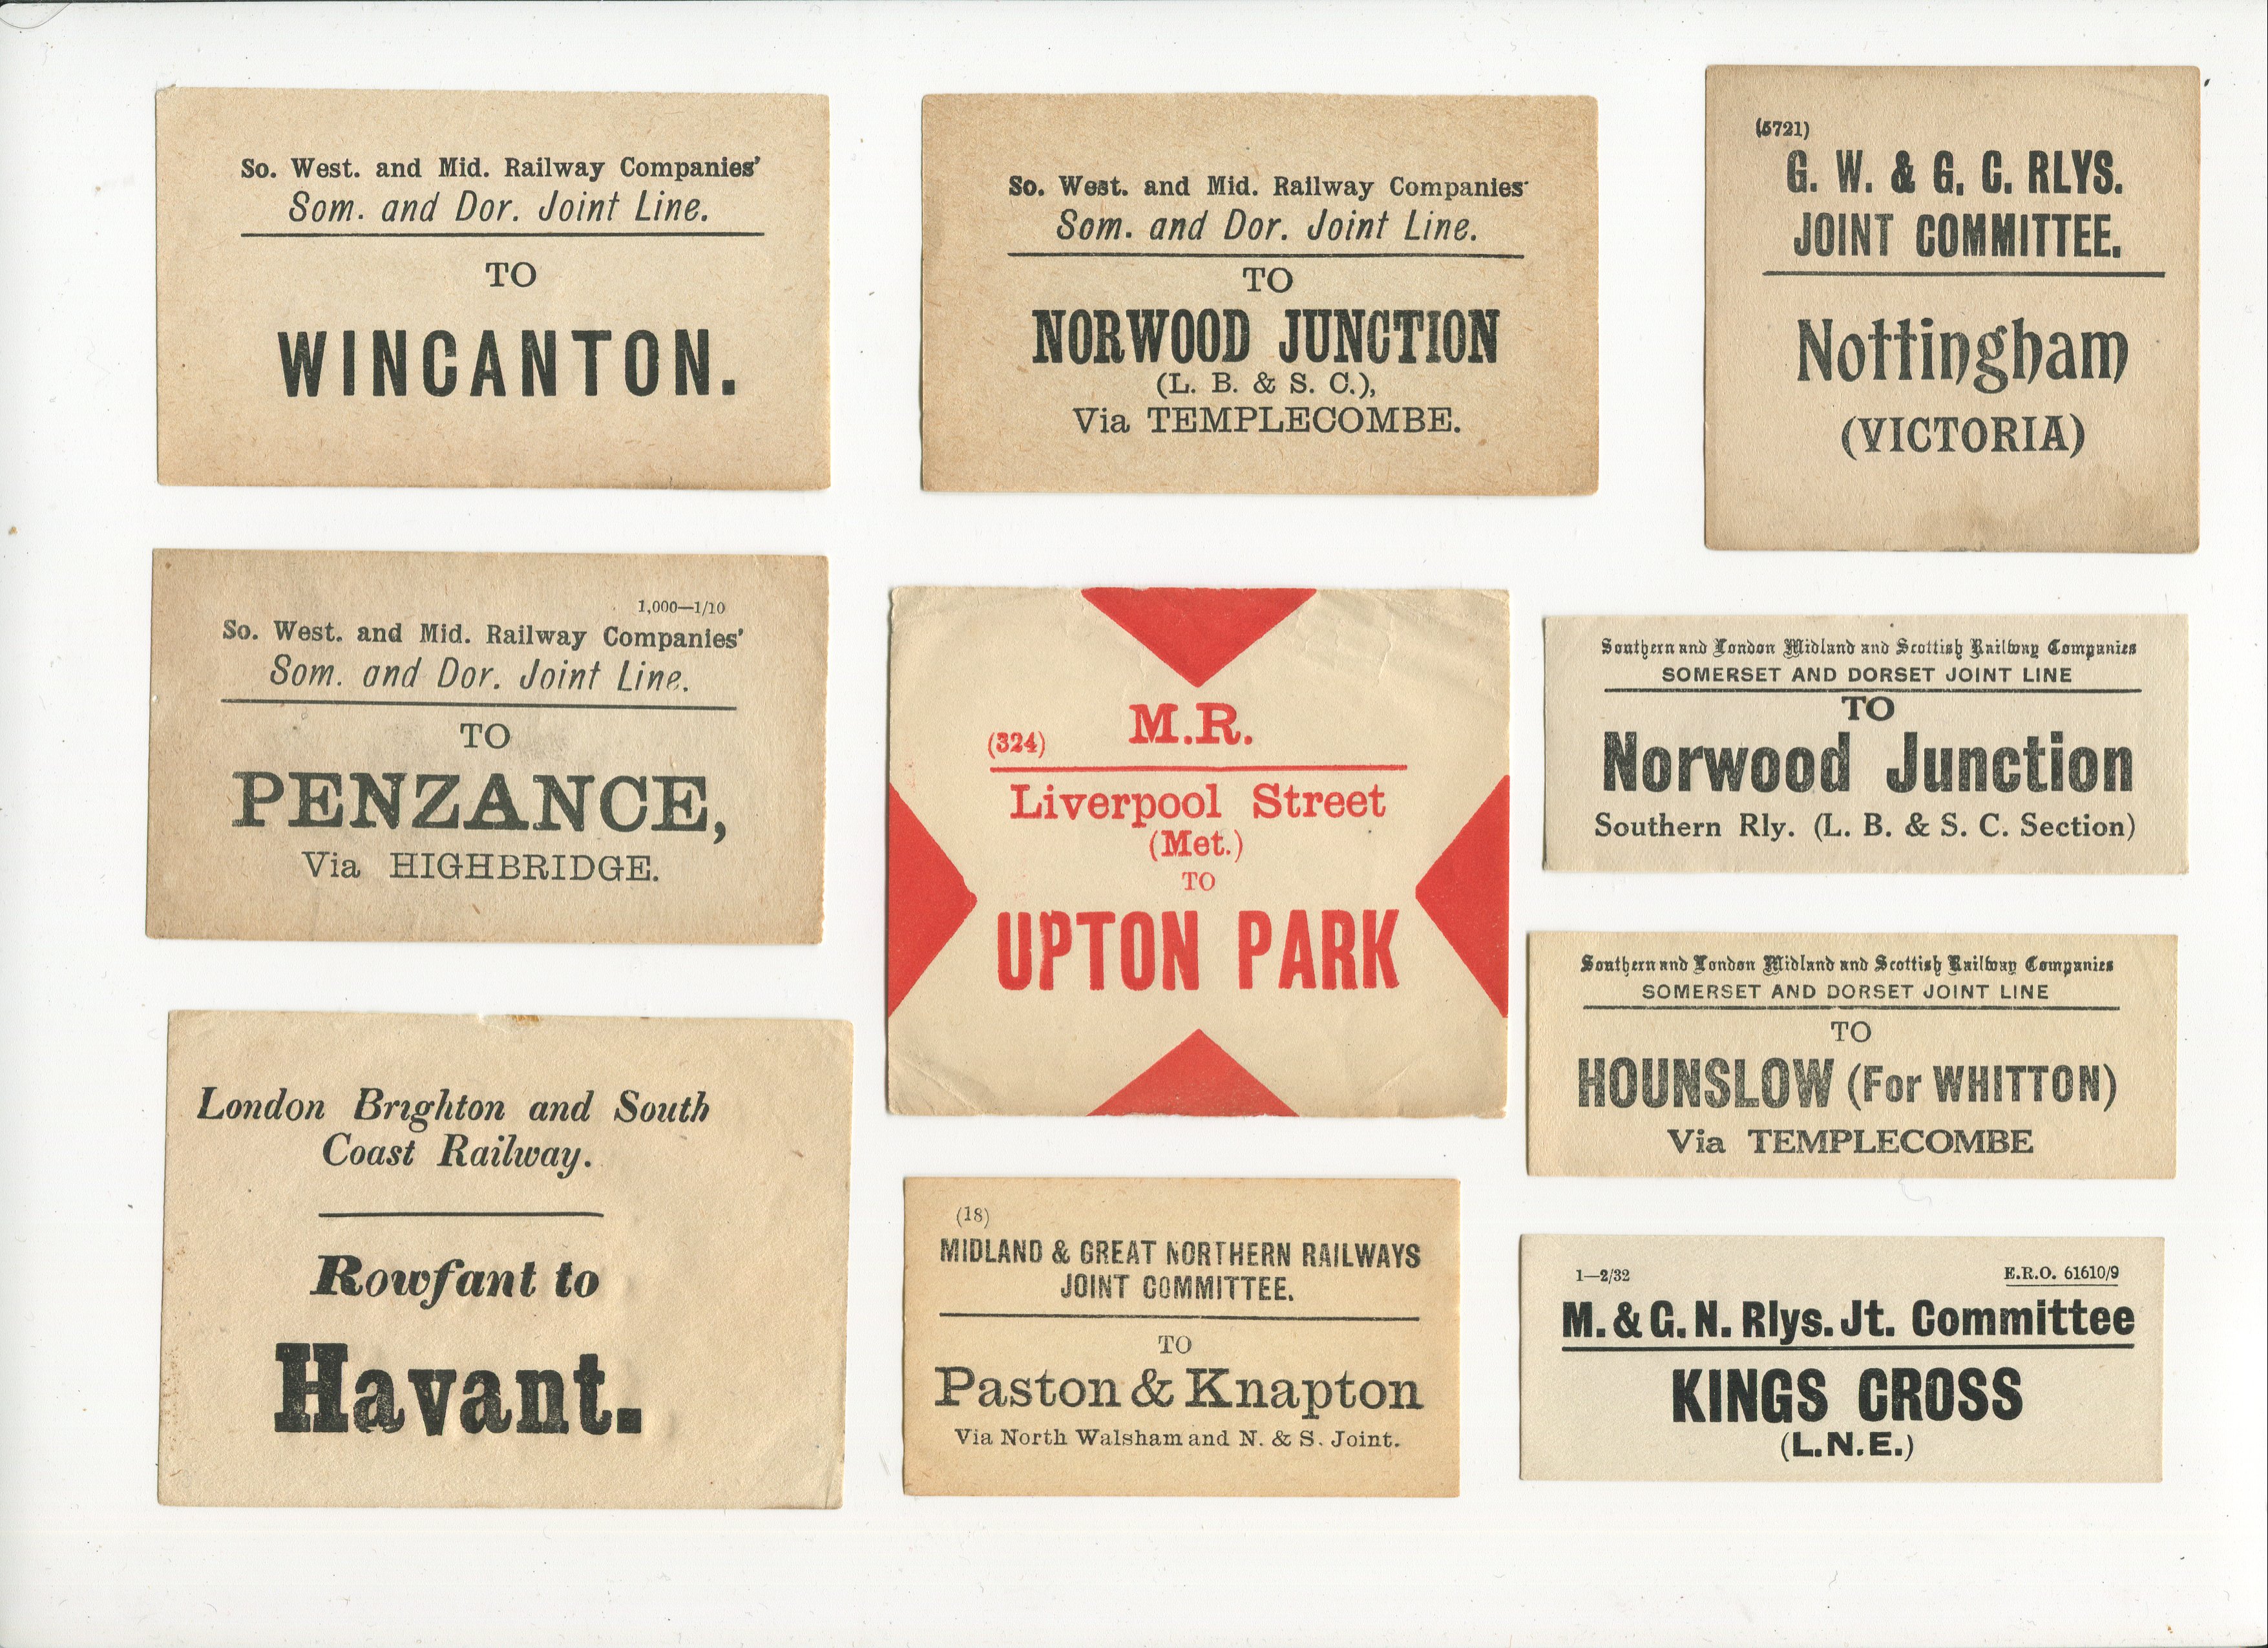 So. West. and Mid. Railway Companies'
Som. and Dor. Joint Line.
TO
WINCANTON.
So. West. and Mid. Railway Companies'
Som. and Dor. Joint Line.
TO
NORWOOD JUNCTION
(L. B. & S. C.),
Via TEMPLECOMBE.
(5721)
G. W. & G. C. RLYS.
JOINT COMMITTEE.
Nottingham
(VICTORIA)
1,000—1/10
So. West. and Mid. Railway Companies'
Som. and Dor. Joint Line.
TO
PENZANCE,
Via HIGHBRIDGE.
M.R.
(324)
Liverpool Street
(Met.)
TO
UPTON PARK
Southern and London Midland and Scottish Railway Companies
SOMERSET AND DORSET JOINT LINE
TO
Norwood Junction
Southern Rly. (L. B. & S. C. Section)
Southern and London Midland and Scottish Railway Companies
SOMERSET AND DORSET JOINT LINE
TO
HOUNSLOW (For WHITTON)
Via TEMPLECOMBE
London Brighton and South
Coast Railway.
Rowfant to
Havant.
(18)
MIDLAND & GREAT NORTHERN RAILWAYS
JOINT COMMITTEE.
TO
Paston & Knapton
Via North Walsham and N. & S. Joint.
1—2/32 E.R.O. 61610/9
M. & G. N. Rlys. Jt. Committee
KINGS CROSS
(L.N.E.)